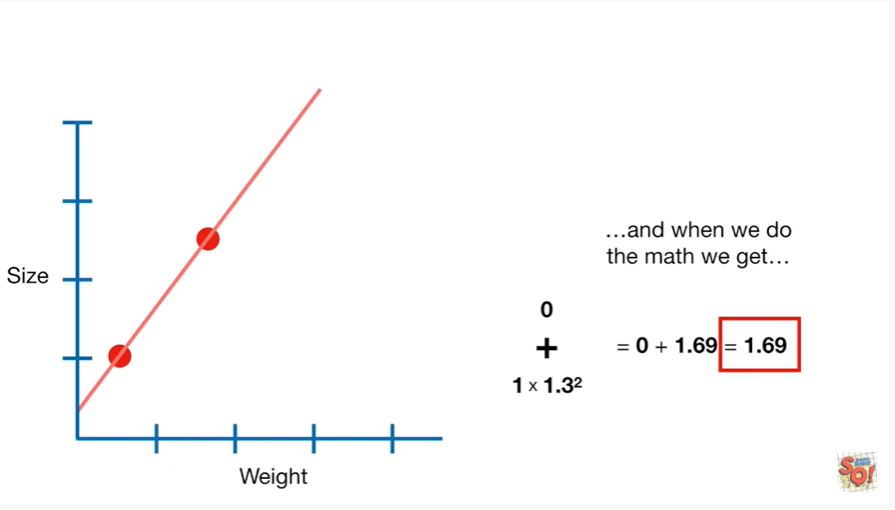 …and when we do
the math we get…
Size
0
+
= 0 + 1.69 = 1.69
1 x 1.3²
Weight
SQ!